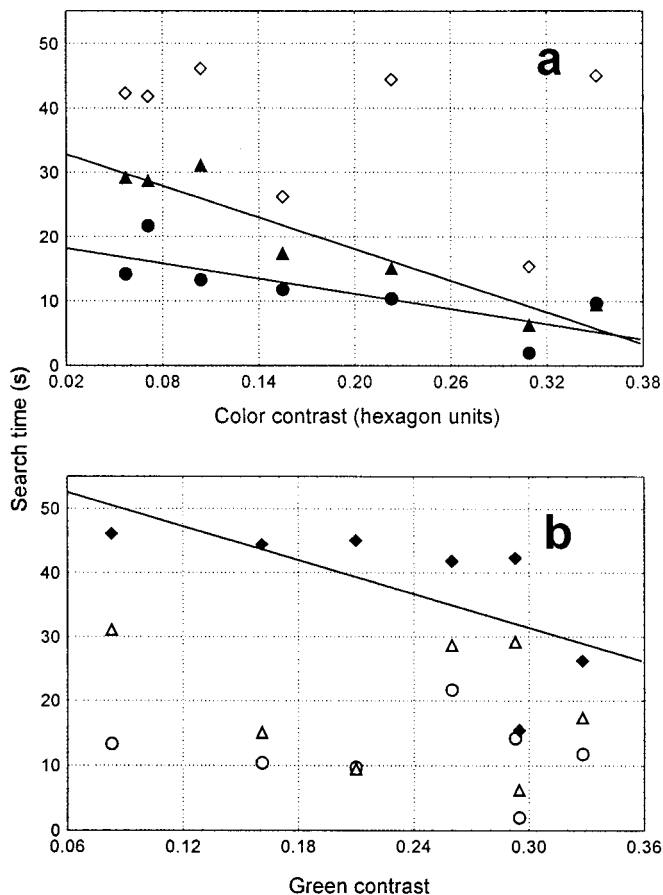 a
50
40
30
20
10
0
0.02 0.08 0.14 0.20 0.26 0.32 0.38
Color contrast (hexagon units)
Search time (s)
b
50
40
30
20
10
0
0.06 0.12 0.18 0.24 0.30 0.36
Green contrast